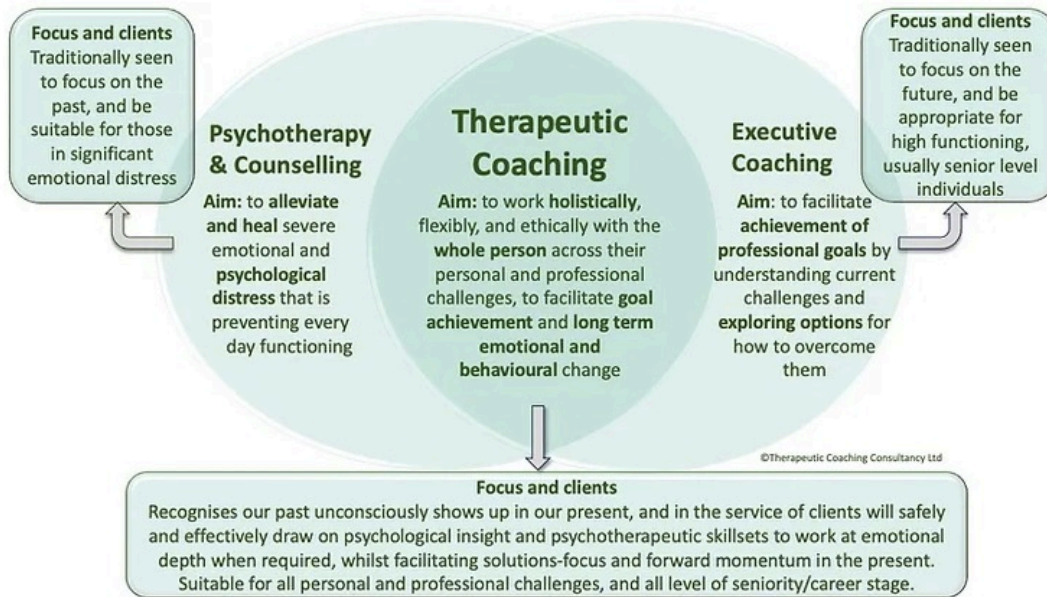 Focus and clients
Traditionally seen
to focus on the
past, and be
suitable for those
in significant
emotional distress
Psychotherapy
& Counselling
Aim: to alleviate
and heal severe
emotional and
psychological
distress that is
preventing every
day functioning
Therapeutic
Coaching
Aim: to work holistically,
flexibly, and ethically with the
whole person across their
personal and professional
challenges, to facilitate goal
achievement and long term
emotional and
behavioural change
Executive
Coaching
Aim: to facilitate
achievement of
professional goals by
understanding current
challenges and
exploring options for
how to overcome
them
Focus and clients
Traditionally seen
to focus on the
future, and be
appropriate for
high functioning,
usually senior level
individuals
©Therapeutic Coaching Consultancy Ltd
Focus and clients
Recognises our past unconsciously shows up in our present, and in the service of clients will safely
and effectively draw on psychological insight and psychotherapeutic skillsets to work at emotional
depth when required, whilst facilitating solutions-focus and forward momentum in the present.
Suitable for all personal and professional challenges, and all level of seniority/career stage.